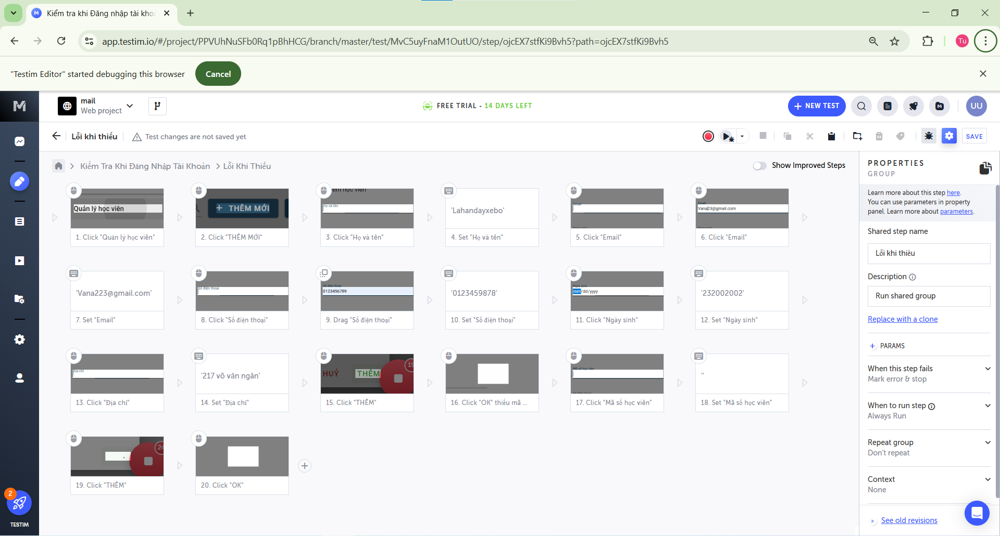 Kiểm tra khi Đăng nhập tài khoả
app.testim.io/#/project/PPVUhNuSFb0Rq1pBhHCG/branch/master/test/MvC5uyFnaM1OutUO/step/ojcEX7stfKi9Bvh5?path=ojcEX7stfKi9Bvh5
Tu
"Testim Editor" started debugging this browser
Cancel
mail
Web project
FREE TRIAL - 14 DAYS LEFT
NEW TEST
UU
Lỗi khi thiếu
Test changes are not saved yet
SAVE
Kiểm Tra Khi Đăng Nhập Tài Khoản
Lỗi Khi Thiếu
Show Improved Steps
Quản lý học viên
THÊM MỚI
Họ và tên
'Lahandayxebo'
Email
Email
Vana23@gmail.com
1. Click "Quản lý học viên"
2. Click "THÊM MỚI"
3. Click "Họ và tên"
4. Set "Họ và tên"
5. Click "Email"
6. Click "Email"
'Vana223@gmail.com'
Số điện thoại
Số điện thoại
0123456789
'0123459878'
Ngày sinh
mm/dd/yyyy
'232002002'
7. Set "Email"
8. Click "Số điện thoại"
9. Drag "Số điện thoại"
10. Set "Số điện thoại"
11. Click "Ngày sinh"
12. Set "Ngày sinh"
Địa chỉ
'217 võ văn ngân'
HUỶ
THÊM
19
Mã số học viên
''
13. Click "Địa chỉ"
14. Set "Địa chỉ"
15. Click "THÊM"
16. Click "OK" thiếu mã ...
17. Click "Mã số học viên"
18. Set "Mã số học viên"
24
19. Click "THÊM"
20. Click "OK"
PROPERTIES
GROUP
Learn more about this step here.
You can use parameters in property
panel. Learn more about parameters.
Shared step name
Lỗi khi thiếu
Description
Run shared group
Replace with a clone
PARAMS
When this step fails
Mark error & stop
When to run step
Always Run
Repeat group
Don't repeat
Context
None
See old revisions
2
TESTIM